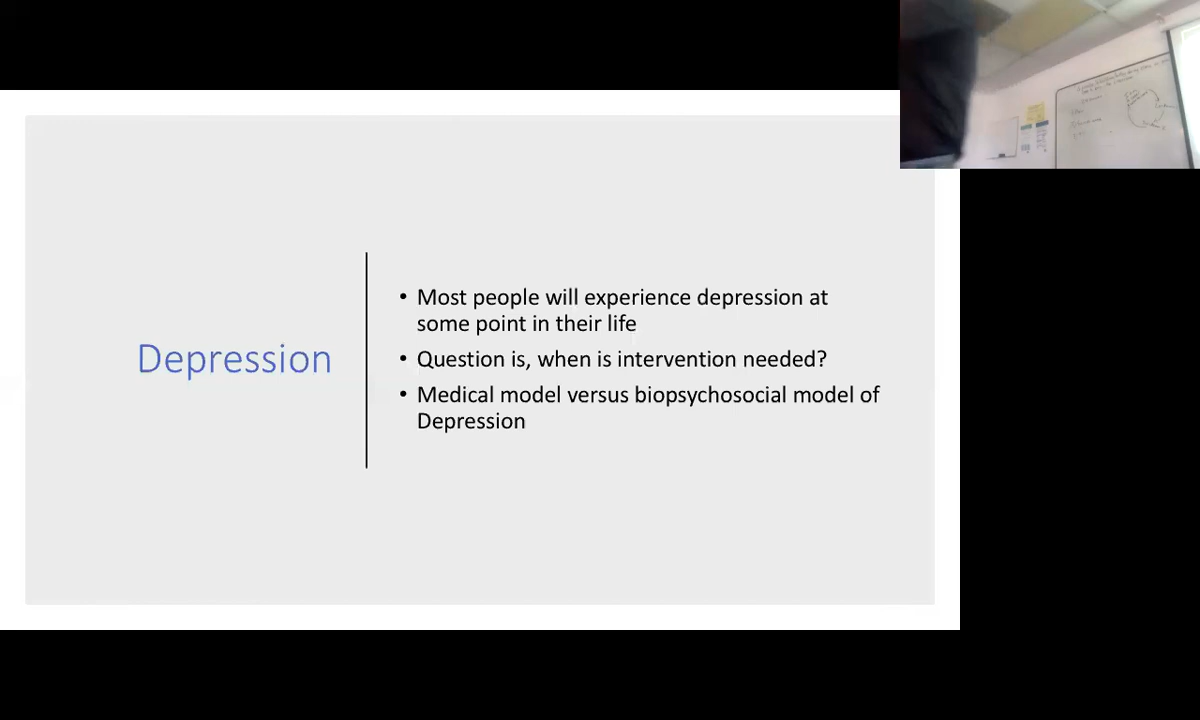 Depression
• Most people will experience depression at
some point in their life
• Question is, when is intervention needed?
• Medical model versus biopsychosocial model of
Depression